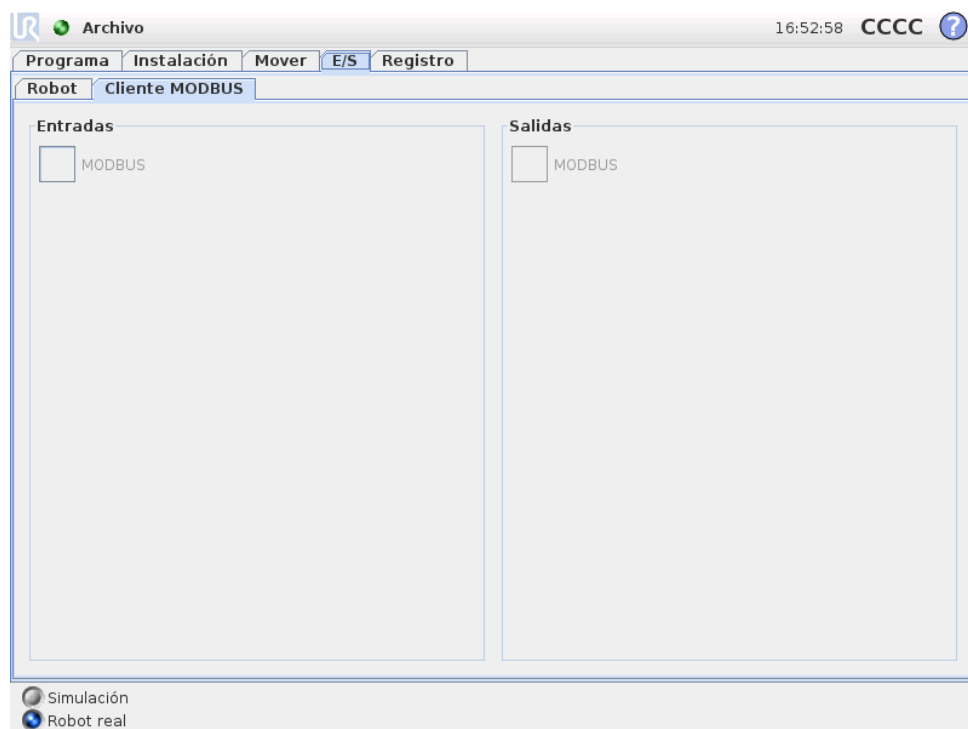 UR Archivo 16:52:58 CCCC ?
Programa Instalación Mover E/S Registro
Robot Cliente MODBUS
Entradas Salidas
MODBUS MODBUS
Simulación
Robot real